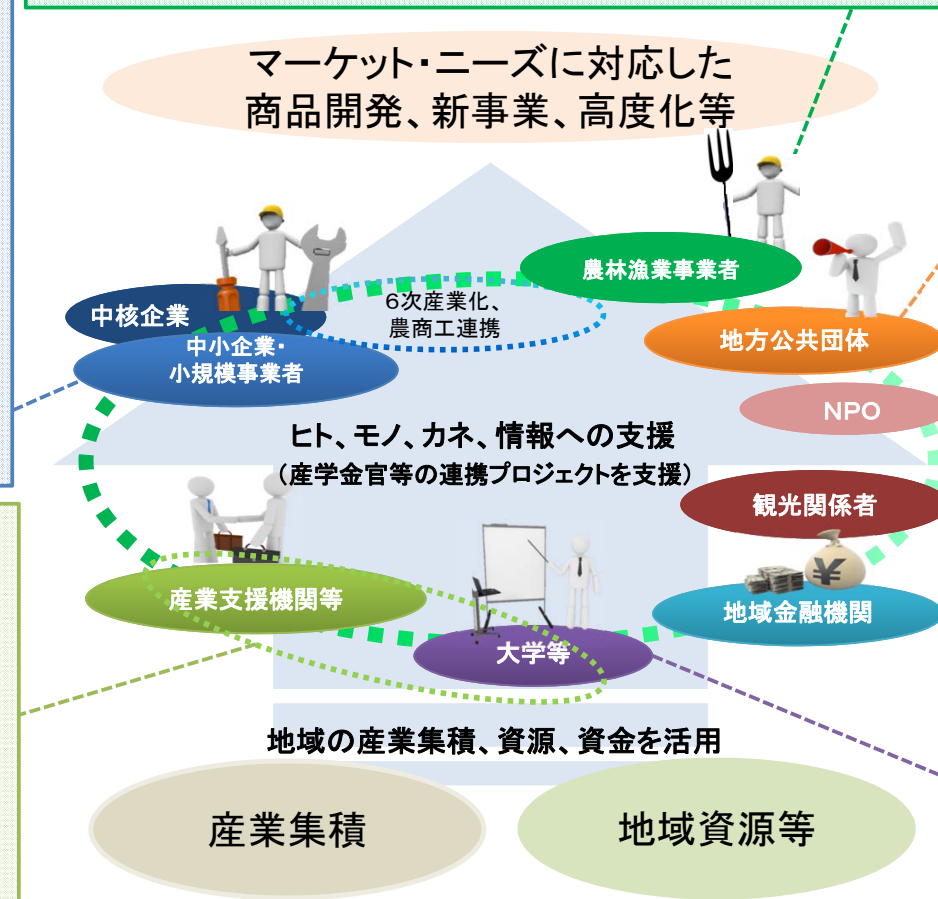 マーケット・ニーズに対応した
商品開発、新事業、高度化等
農林漁業事業者
中核企業
6次産業化、
農商工連携
地方公共団体
中小企業・
小規模事業者
NPO
ヒト、モノ、カネ、情報への支援
（産学金官等の連携プロジェクトを支援）
観光関係者
¥
産業支援機関等
地域金融機関
大学等
地域の産業集積、資源、資金を活用
産業集積
地域資源等